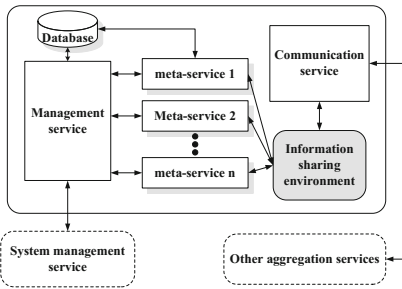 Database
Communication
service
meta-service 1
Management
service
Meta-service 2
meta-service n
Information
sharing
environment
System management
service
Other aggregation services